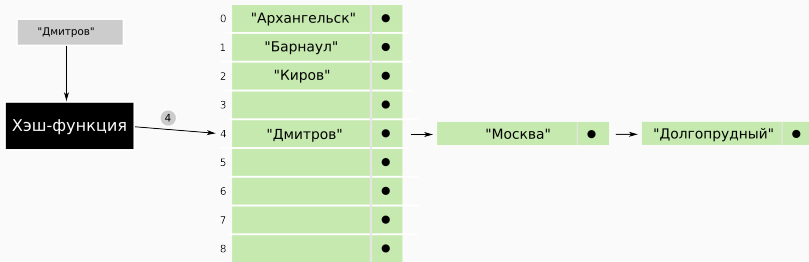 "Дмитров"
Хэш-функция
4
0 "Архангельск"
1 "Барнаул"
2 "Киров"
3
4 "Дмитров" "Москва" "Долгопрудный"
5
6
7
8